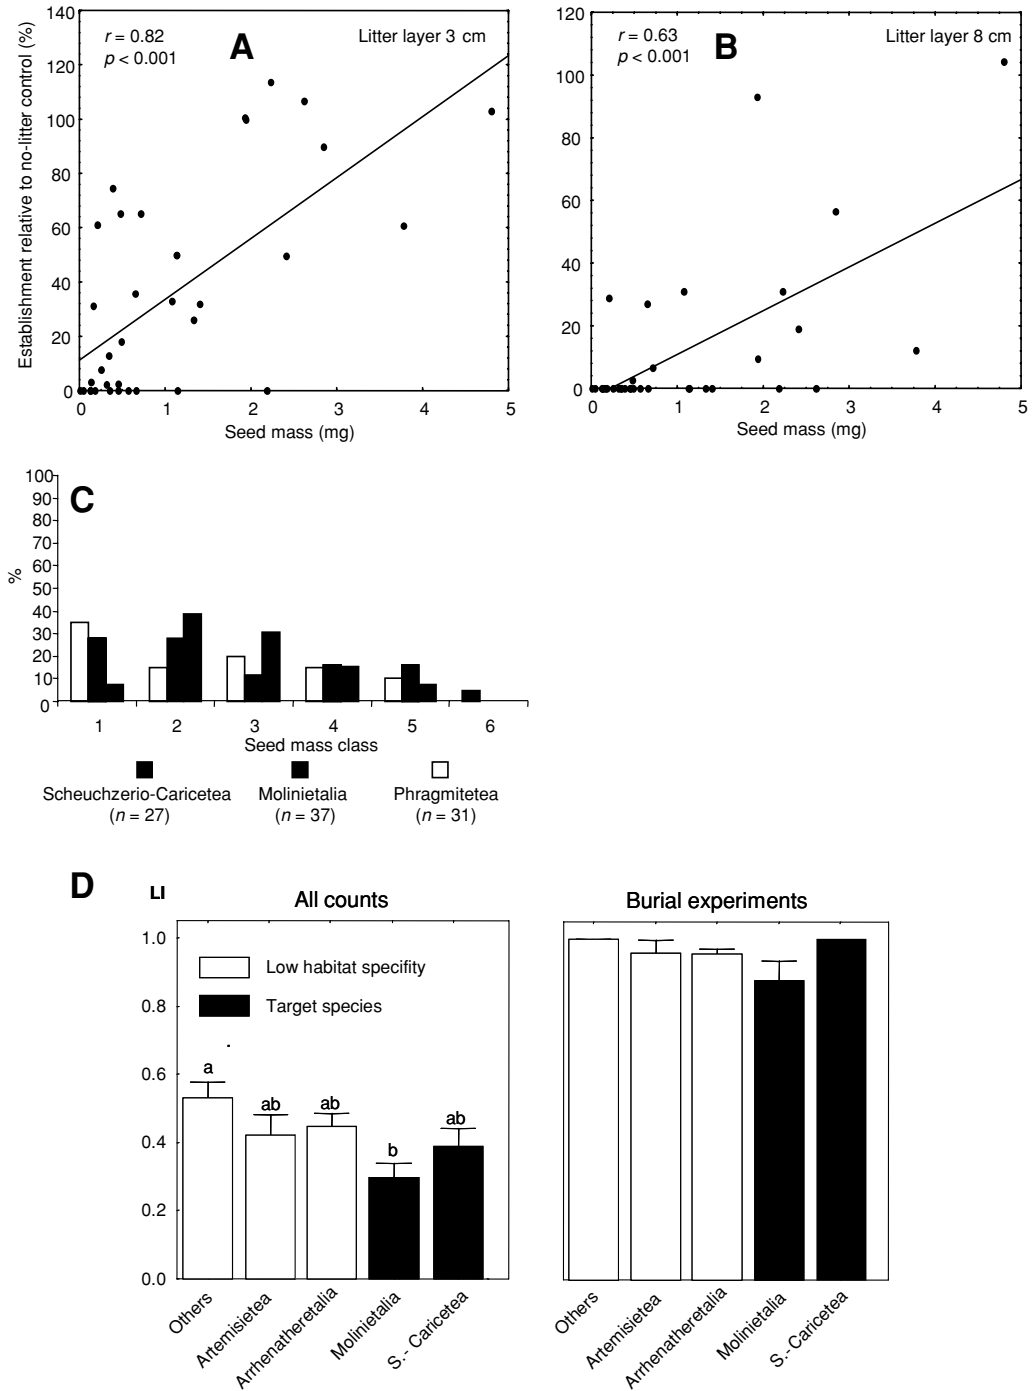 140
120
100
80
60
40
20
0
Establishment relative to no-litter control (%)
r = 0.82
p < 0.001
A
Litter layer 3 cm
0 1 2 3 4 5
Seed mass (mg)
120
100
80
60
40
20
0
r = 0.63
p < 0.001
B
Litter layer 8 cm
0 1 2 3 4 5
Seed mass (mg)
C
100
90
80
70
60
50
40
30
20
10
0
%
1 2 3 4 5 6
Seed mass class
Scheuchzerio-Caricetea
(n = 27)
Molinietalia
(n = 37)
Phragmitetea
(n = 31)
D
LI
All counts
1.0
0.8
0.6
0.4
0.2
0.0
Low habitat specifity
Target species
a
ab
ab
b
ab
Others
Artemisietea
Arrhenatheretalia
Molinietalia
S.- Caricetea
Burial experiments
Others
Artemisietea
Arrhenatheretalia
Molinietalia
S.- Caricetea